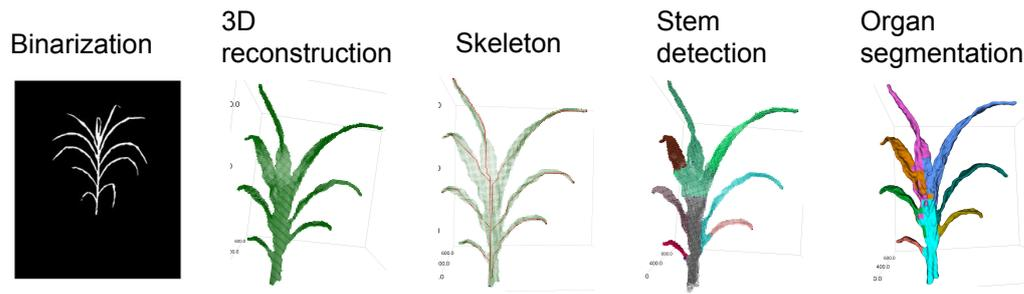 Binarization
3D
reconstruction
Skeleton
Stem
detection
Organ
segmentation